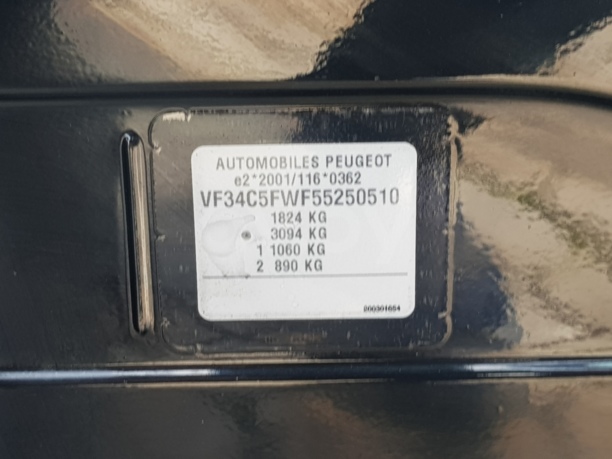 AUTOMOBILES PEUGEOT
e2*2001/116*0362
VF34C5FWF55250510
1824 KG
3094 KG
1 1060 KG
2 890 KG